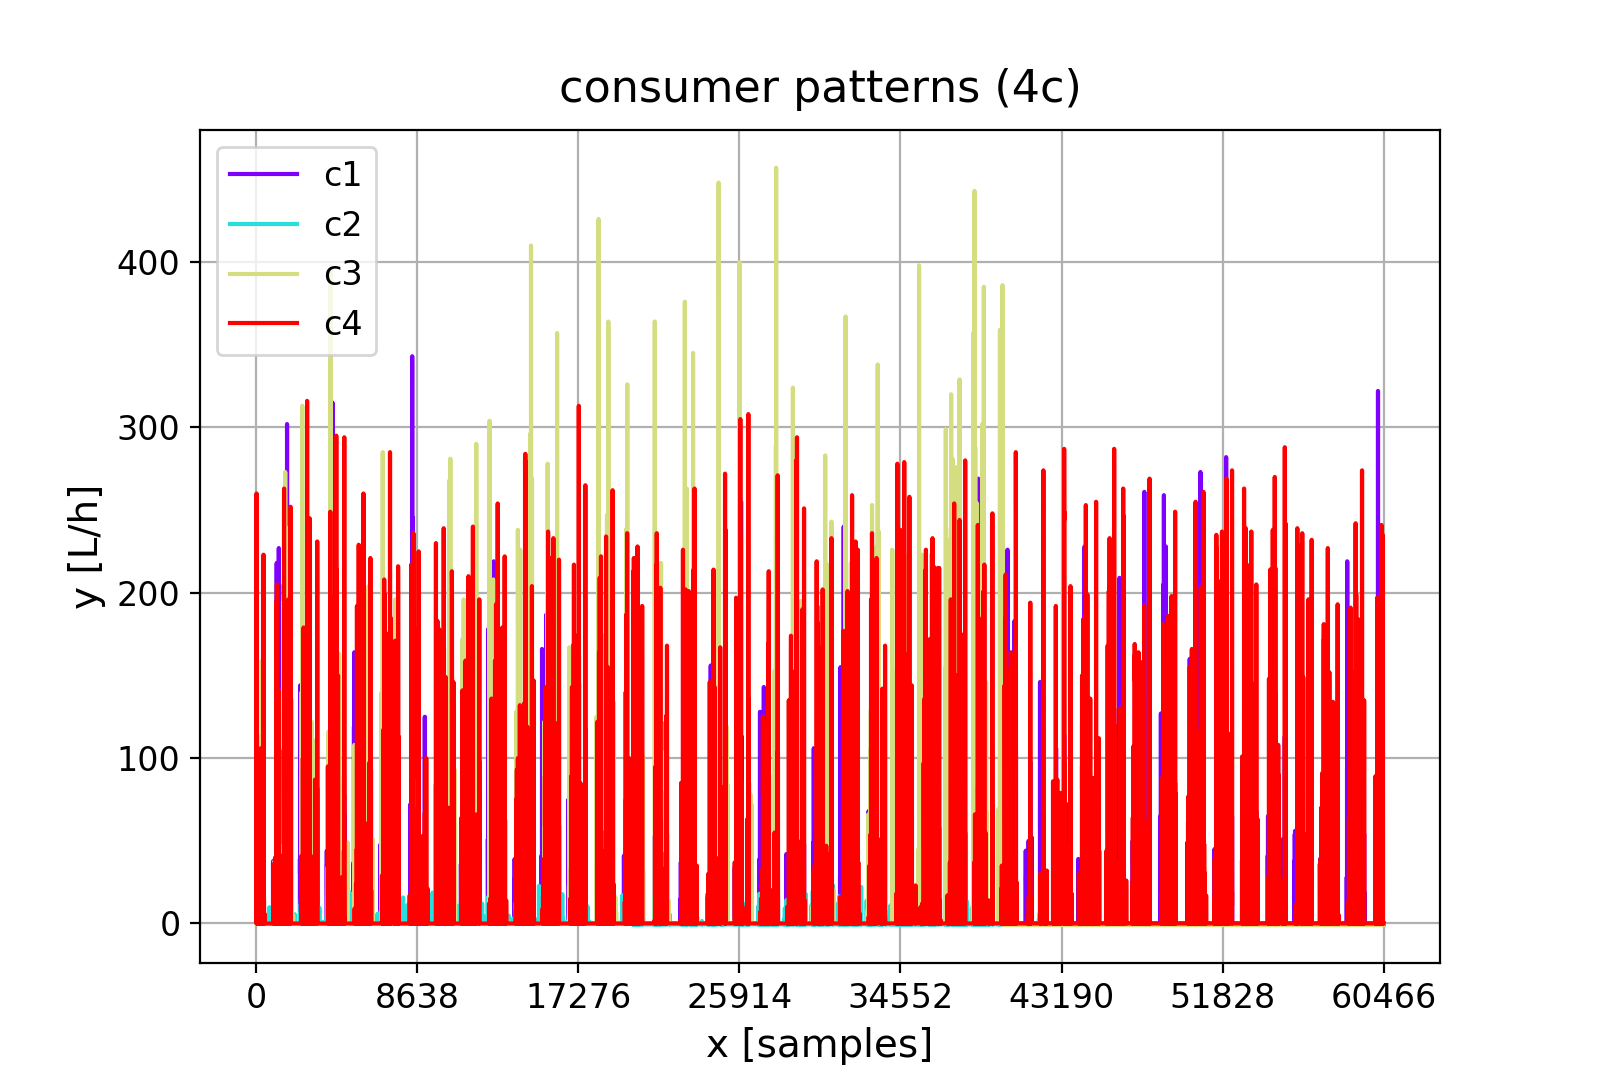 consumer patterns (4c)
c1
c2
c3
c4
400
300
200
100
0
y [L/h]
0 8638 17276 25914 34552 43190 51828 60466
x [samples]